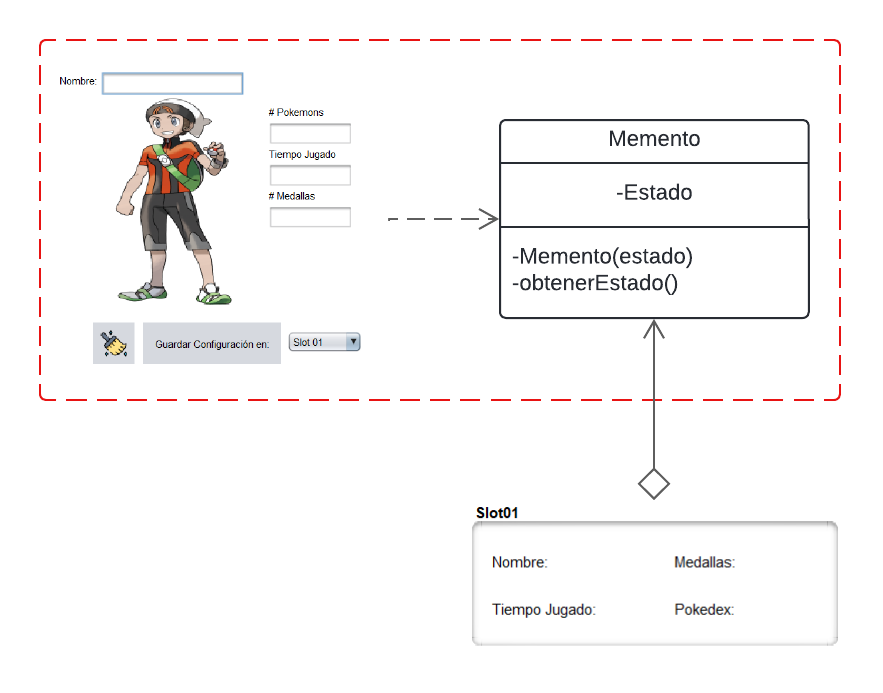 Nombre:
# Pokemons
Tiempo Jugado
# Medallas
Guardar Configuración en:
Slot 01
Memento
-Estado
-Memento(estado)
-obtenerEstado()
Slot01
Nombre:
Medallas:
Tiempo Jugado:
Pokedex: